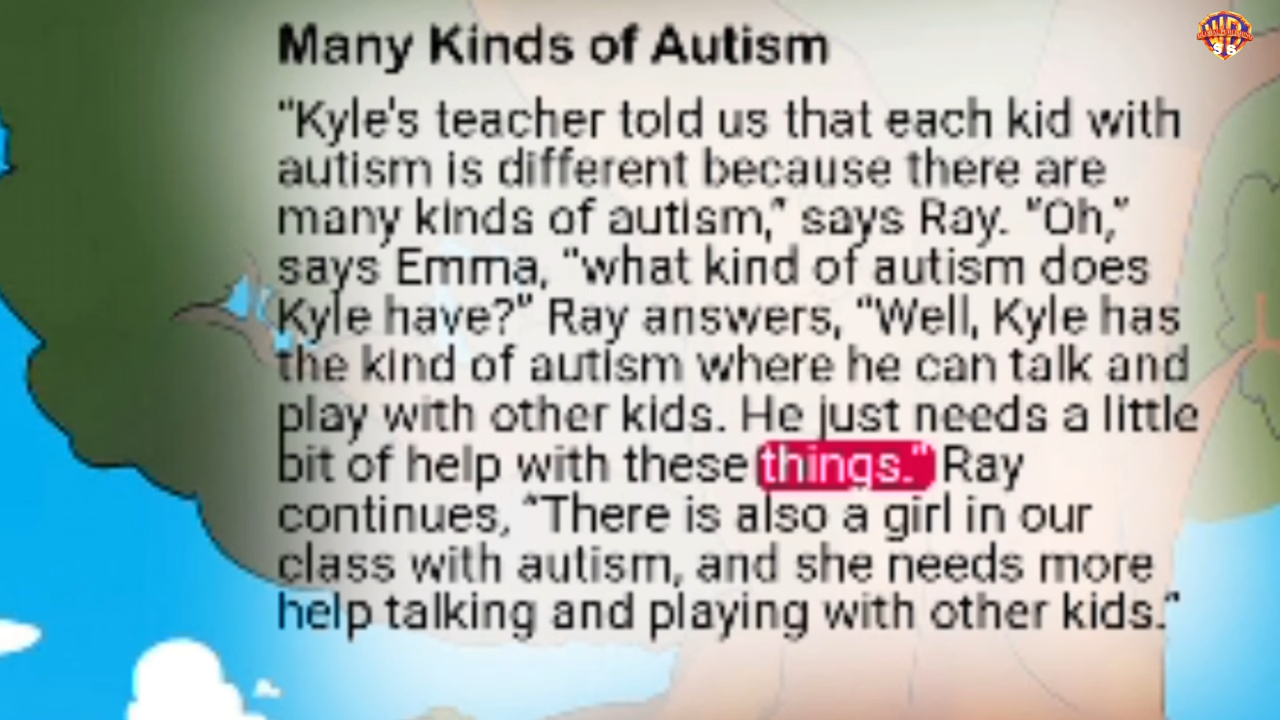 Many Kinds of Autism
“Kyle's teacher told us that each kid with
autism is different because there are
many kinds of autism,” says Ray. “Oh,”
says Emma, “what kind of autism does
Kyle have?” Ray answers, “Well, Kyle has
the kind of autism where he can talk and
play with other kids. He just needs a little
bit of help with these things.” Ray
continues, “There is also a girl in our
class with autism, and she needs more
help talking and playing with other kids.”